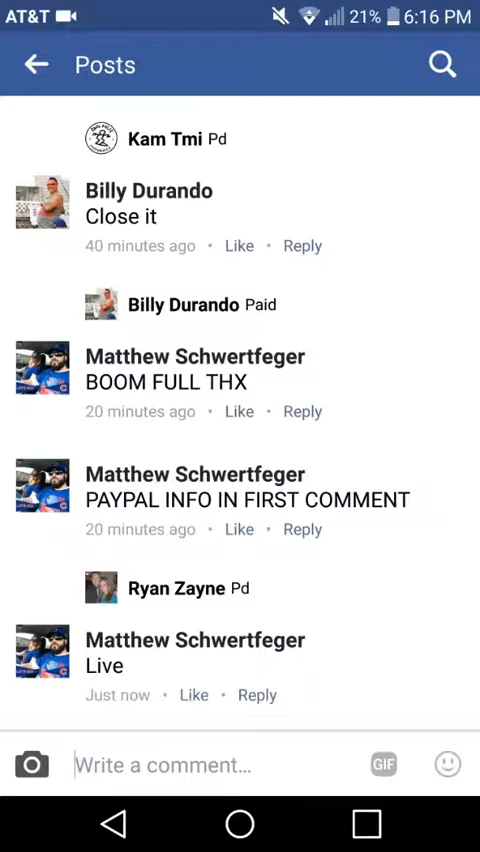 AT&T 21% 6:16 PM
Posts
Kam Tmi Pd
Billy Durando
Close it
40 minutes ago • Like • Reply
Billy Durando Paid
Matthew Schwertfeger
BOOM FULL THX
20 minutes ago • Like • Reply
Matthew Schwertfeger
PAYPAL INFO IN FIRST COMMENT
20 minutes ago • Like • Reply
Ryan Zayne Pd
Matthew Schwertfeger
Live
Just now • Like • Reply
Write a comment... GIF